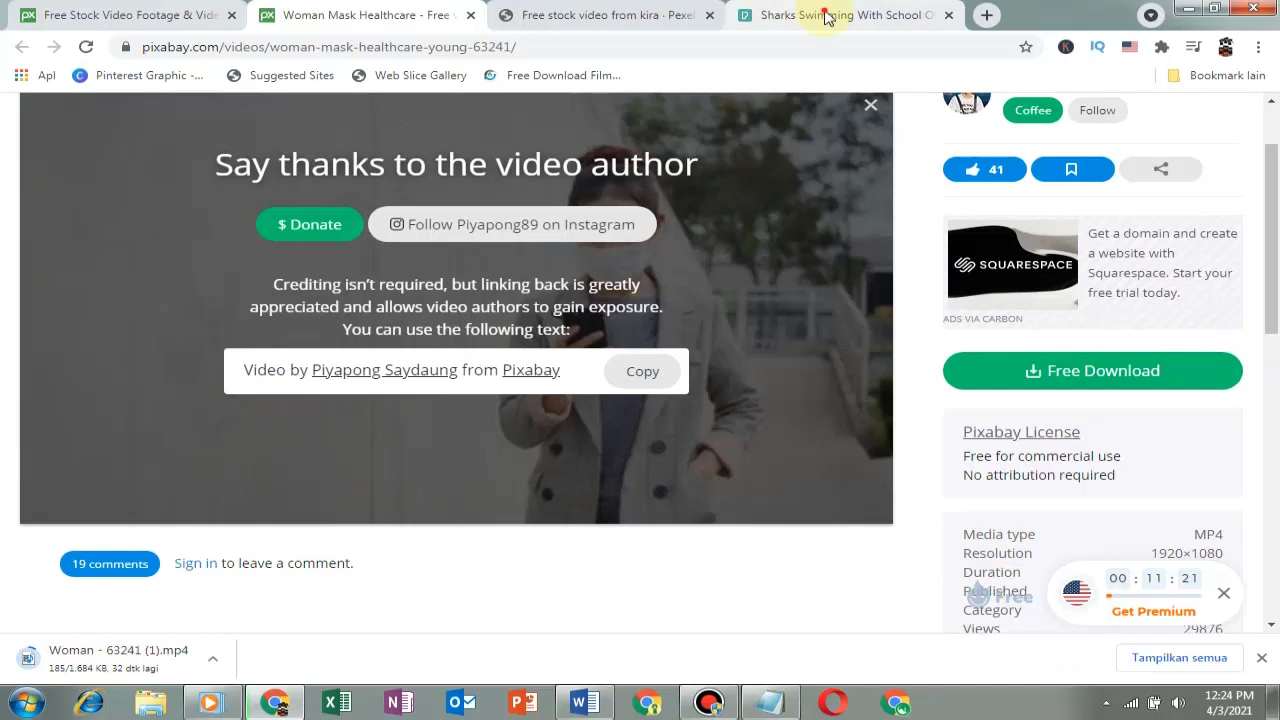 Free Stock Video Footage & Vide
Woman Mask Healthcare - Free v
Free stock video from kira - Pexel
Sharks Swimming With School O
pixabay.com/videos/woman-mask-healthcare-young-63241/
Apl
Pinterest Graphic -...
Suggested Sites
Web Slice Gallery
Free Download Film...
Bookmark lain
Say thanks to the video author
$ Donate
Follow Piyapong89 on Instagram
Crediting isn't required, but linking back is greatly
appreciated and allows video authors to gain exposure.
You can use the following text:
Video by Piyapong Saydaung from Pixabay
Copy
19 comments
Sign in to leave a comment.
Coffee
Follow
41
SQUARESPACE
Get a domain and create
a website with
Squarespace. Start your
free trial today.
ADS VIA CARBON
Free Download
Pixabay License
Free for commercial use
No attribution required
Media type MP4
Resolution 1920×1080
Duration
Published
Category
Views 29876
Free
00 : 11 : 21
Get Premium
Woman - 63241 (1).mp4
185/1.684 KB, 32 dtk lagi
Tampilkan semua
12:24 PM
4/3/2021